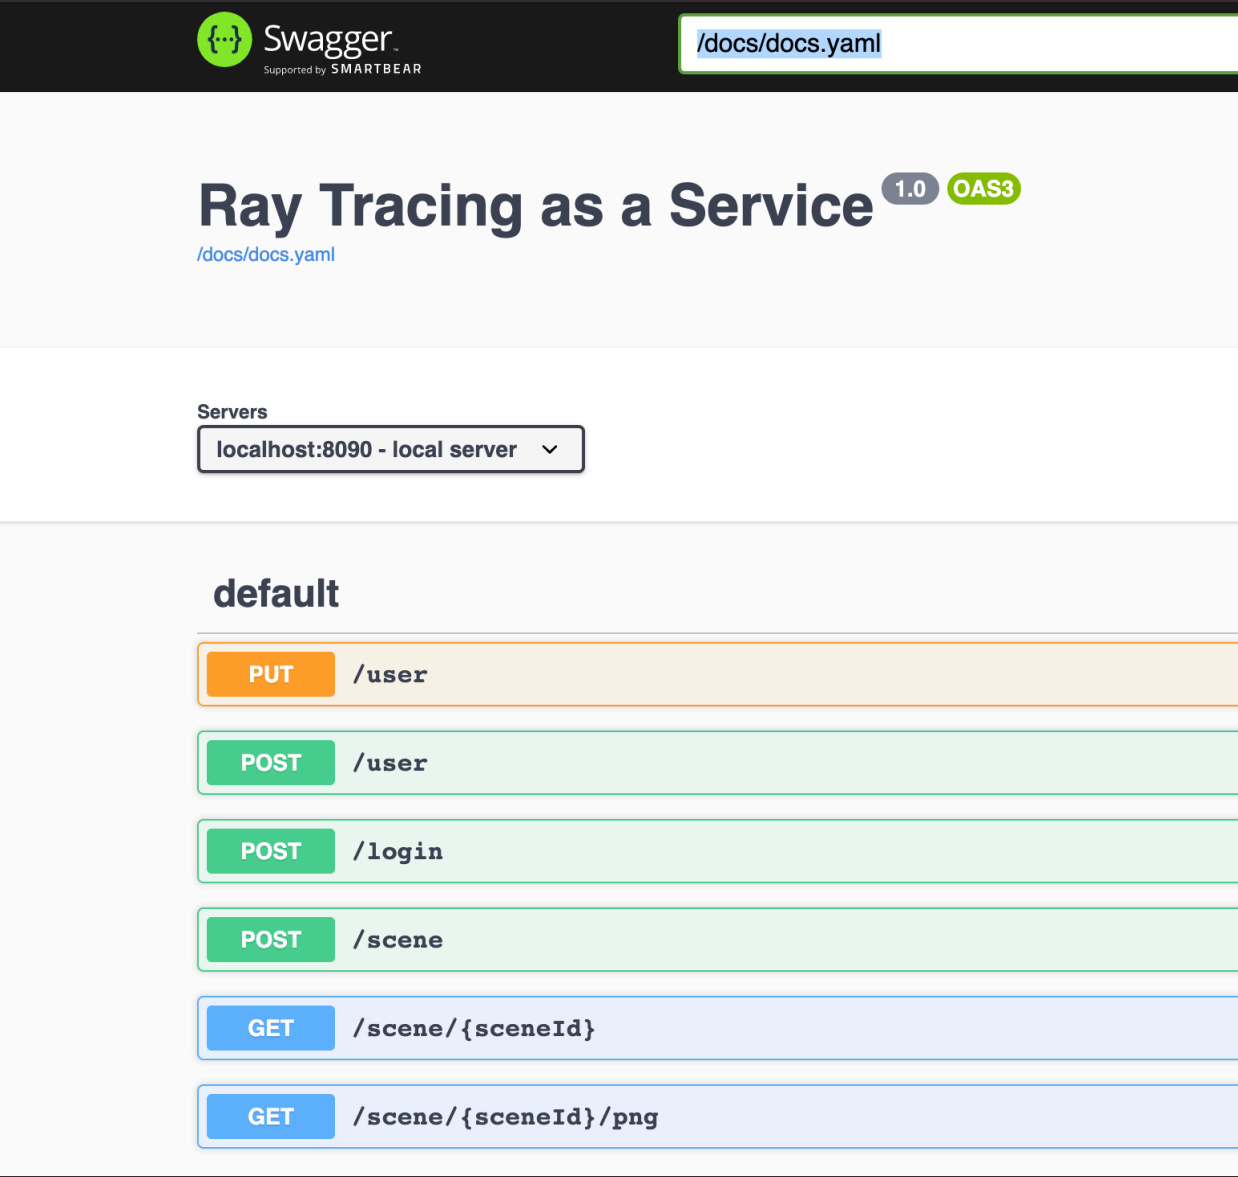 Swagger™
Supported by SMARTBEAR
/docs/docs.yaml
Ray Tracing as a Service 1.0 OAS3
/docs/docs.yaml
Servers
localhost:8090 - local server
default
PUT /user
POST /user
POST /login
POST /scene
GET /scene/{sceneId}
GET /scene/{sceneId}/png